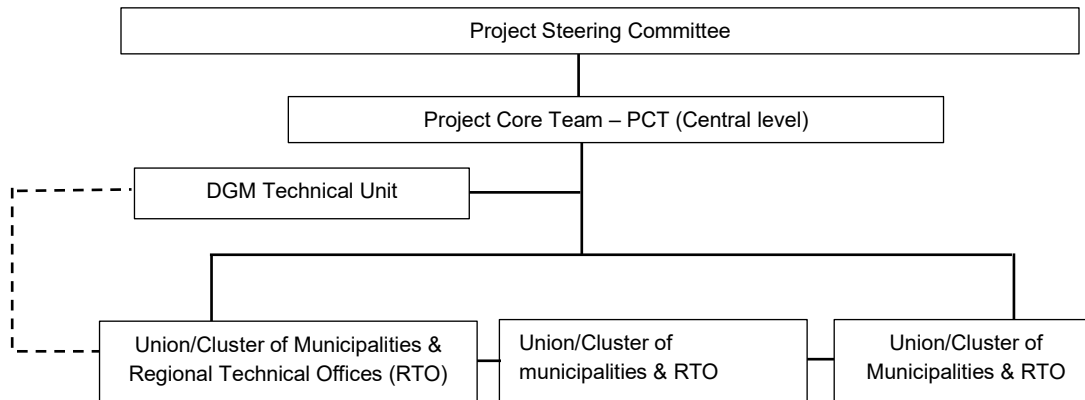 Project Steering Committee
Project Core Team – PCT (Central level)
DGM Technical Unit
Union/Cluster of Municipalities &
Regional Technical Offices (RTO)
Union/Cluster of
municipalities & RTO
Union/Cluster of
Municipalities & RTO